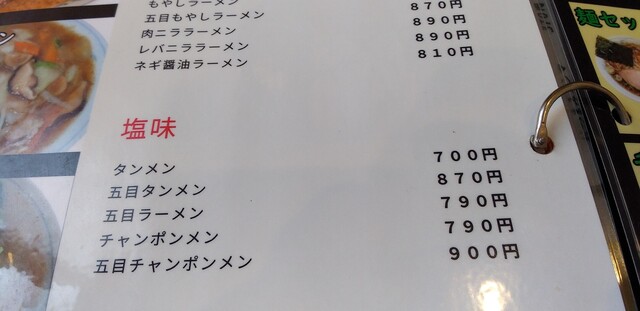 もやしラーメン
五目もやしラーメン 870円
肉ニララーメン 890円
レバニララーメン 890円
ネギ醤油ラーメン 810円
塩味
タンメン 700円
五目タンメン 870円
五目ラーメン 790円
チャンポンメン 790円
五目チャンポンメン 900円
麺セッ